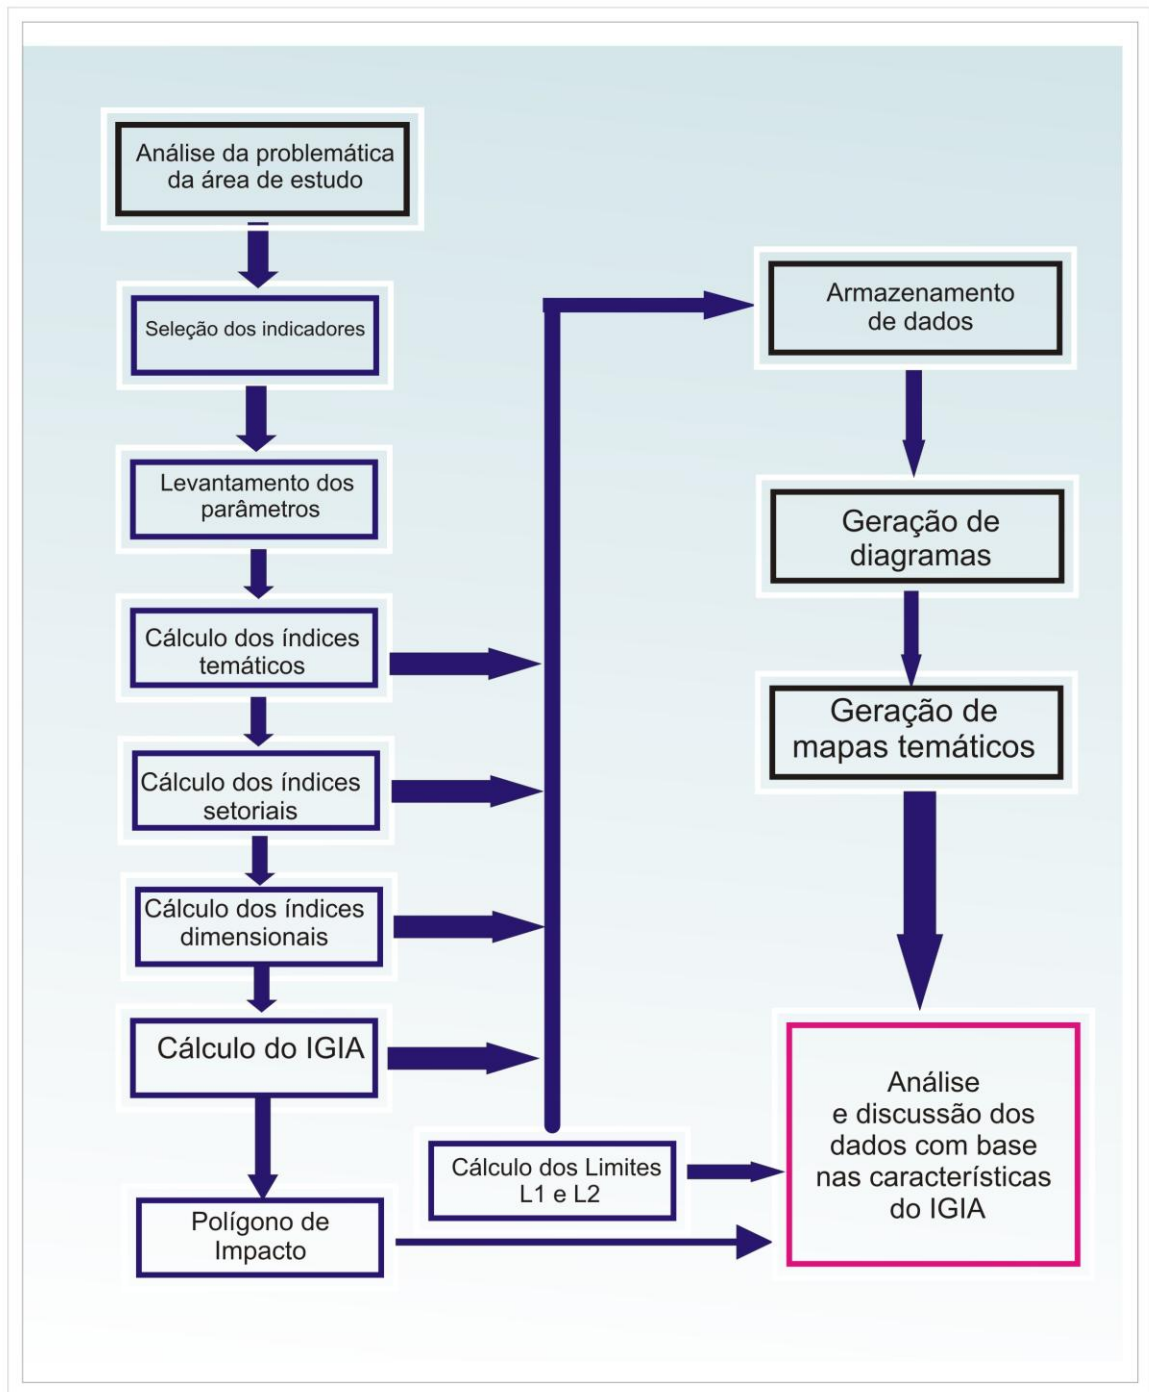 Análise da problemática
da área de estudo
Seleção dos indicadores
Levantamento dos
parâmetros
Cálculo dos índices
temáticos
Cálculo dos índices
setoriais
Cálculo dos índices
dimensionais
Cálculo do IGIA
Polígono de
Impacto
Cálculo dos Limites
L1 e L2
Armazenamento
de dados
Geração de
diagramas
Geração de
mapas temáticos
Análise
e discussão dos
dados com base
nas característícas
do IGIA